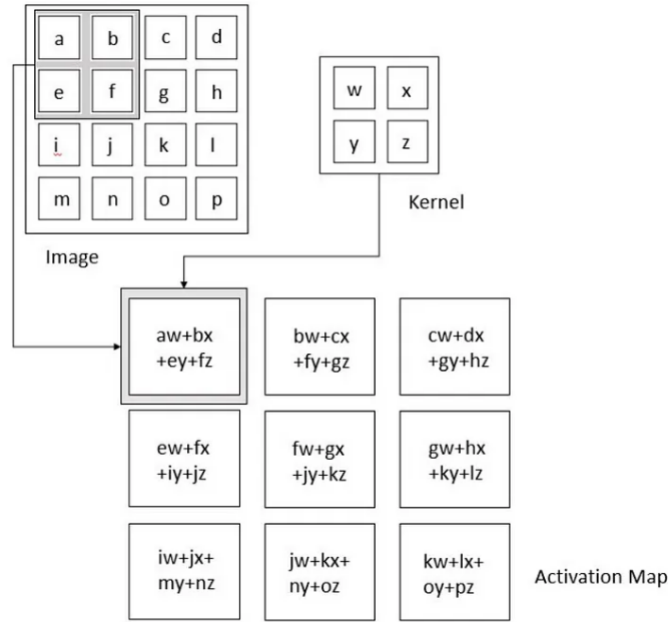 a b c d
e f g h
i j k l
m n o p
Image
w x
y z
Kernel
aw+bx
+ey+fz
bw+cx
+fy+gz
cw+dx
+gy+hz
ew+fx
+iy+jz
fw+gx
+jy+kz
gw+hx
+ky+lz
iw+jx+
my+nz
jw+kx+
ny+oz
kw+lx+
oy+pz
Activation Map